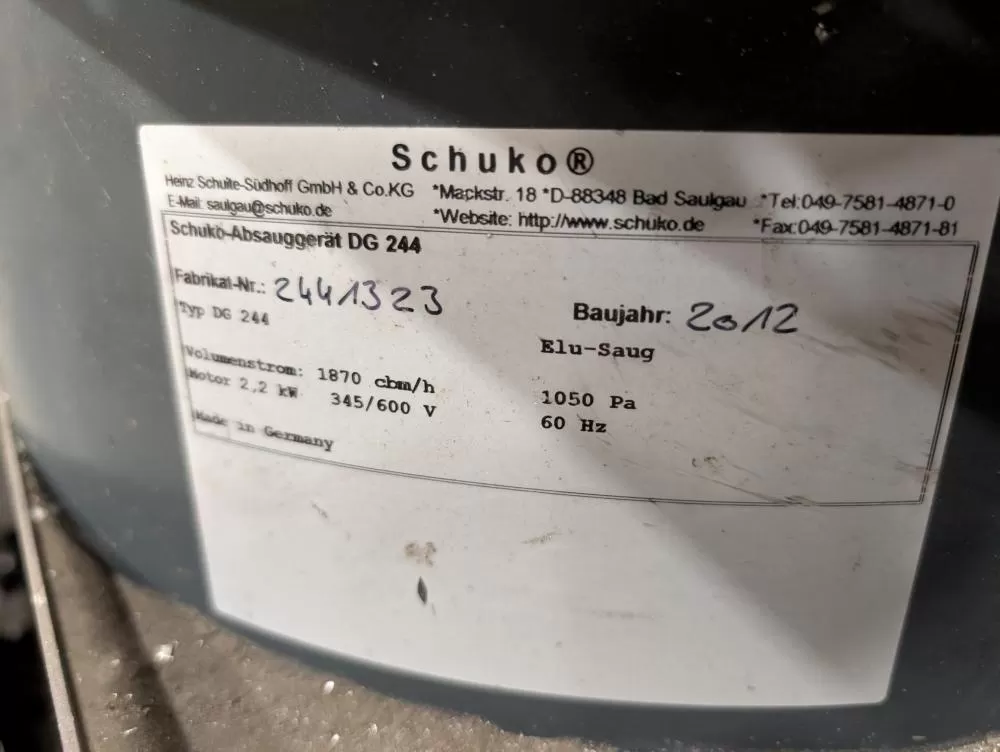 Schuko®
Heinz Schulte-Südhoff GmbH & Co.KG *Mackstr. 18 *D-88348 Bad Saulgau *Tel:049-7581-4871-0
E-Mail: saulgau@schuko.de *Website: http://www.schuko.de *Fax:049-7581-4871-81
Schuko-Absauggerät DG 244
Fabrikat-Nr.: 2441323 Baujahr: 2012
Typ DG 244 Elu-Saug
Volumenstrom: 1870 cbm/h 1050 Pa
Motor 2,2 kW 345/600 V 60 Hz
Made in Germany